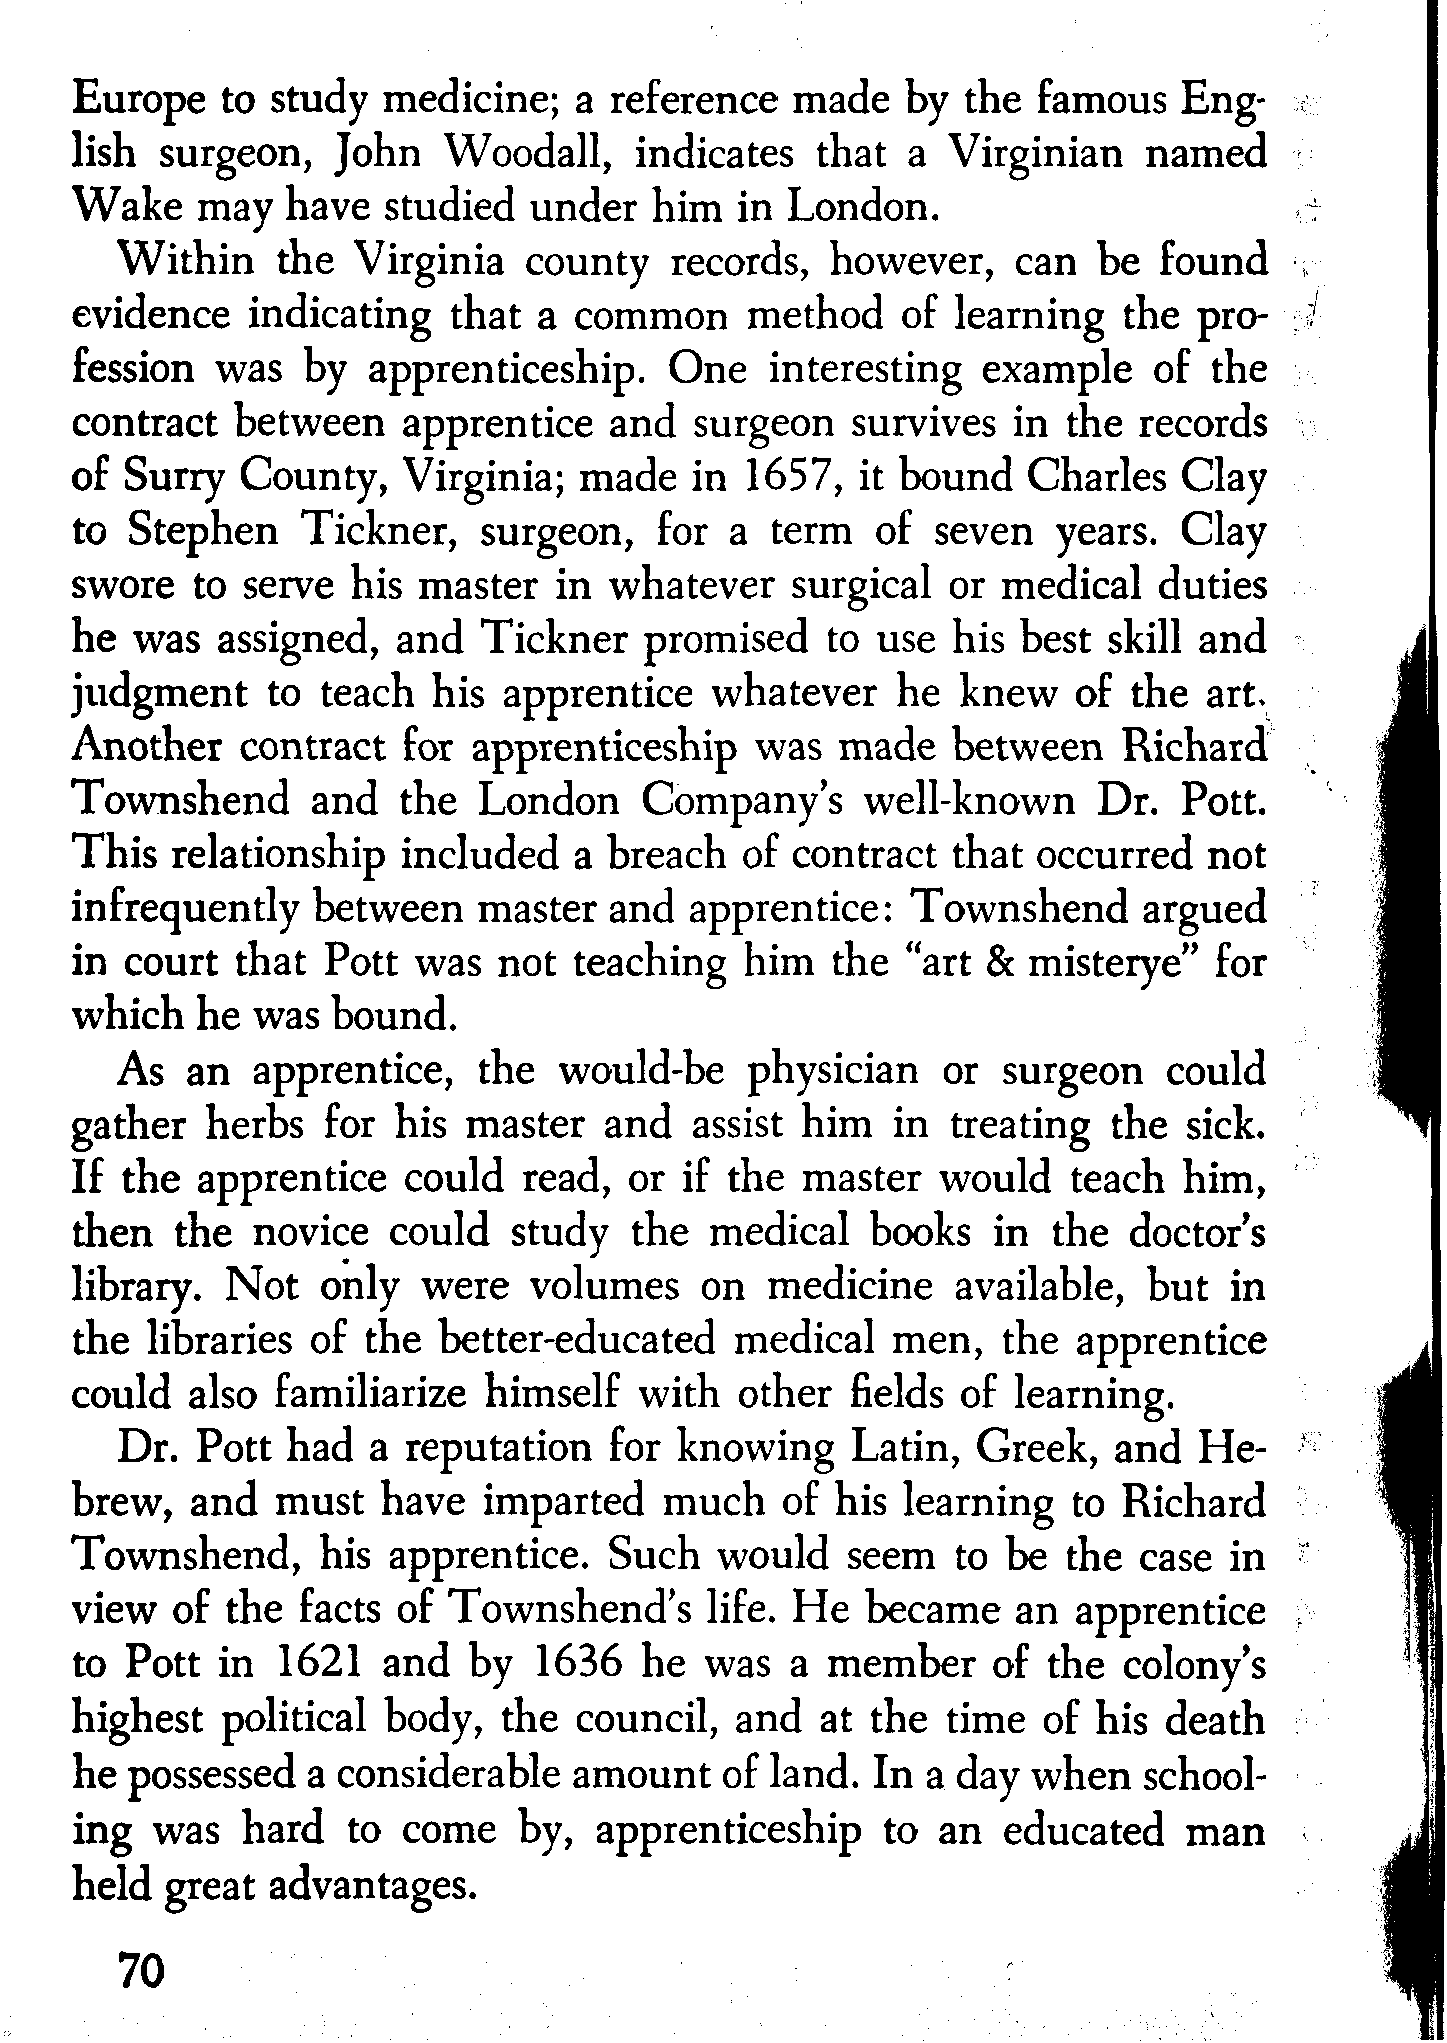 Europe to study medicine; a reference made by the famous Eng-
lish surgeon, John Woodall, indicates that a Virginian named
Wake may have studied under him in London.
Within the Virginia county records, however, can be found
evidence indicating that a common method of learning the pro-
fession was by apprenticeship. One interesting example of the
contract between apprentice and surgeon survives in the records
of Surry County, Virginia; made in 1657, it bound Charles Clay
to Stephen Tickner, surgeon, for a term of seven years. Clay
swore to serve his master in whatever surgical or medical duties
he was assigned, and Tickner promised to use his best skill and
judgment to teach his apprentice whatever he knew of the art.
Another contract for apprenticeship was made between Richard
Townshend and the London Company's well-known Dr. Pott.
This relationship included a breach of contract that occurred not
infrequently between master and apprentice: Townshend argued
in court that Pott was not teaching him the "art & misterye" for
which he was bound.
As an apprentice, the would-be physician or surgeon could
gather herbs for his master and assist him in treating the sick.
If the apprentice could read, or if the master would teach him,
then the novice could study the medical books in the doctor's
library. Not only were volumes on medicine available, but in
the libraries of the better-educated medical men, the apprentice
could also familiarize himself with other fields of learning.
Dr. Pott had a reputation for knowing Latin, Greek, and He-
brew, and must have imparted much of his learning to Richard
Townshend, his apprentice. Such would seem to be the case in
view of the facts of Townshend's life. He became an apprentice
to Pott in 1621 and by 1636 he was a member of the colony's
highest political body, the council, and at the time of his death
he possessed a considerable amount of land. In a day when school-
ing was hard to come by, apprenticeship to an educated man
held great advantages.
70